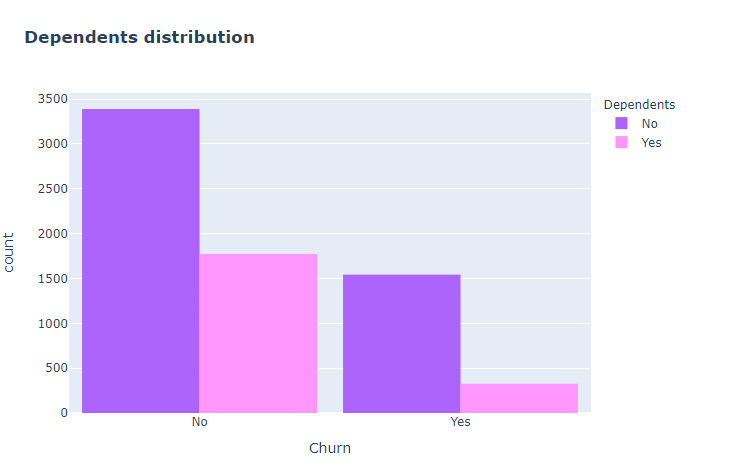 Dependents distribution
3500
3000
2500
2000
1500
1000
500
0
count
No
Yes
Churn
Dependents
No
Yes